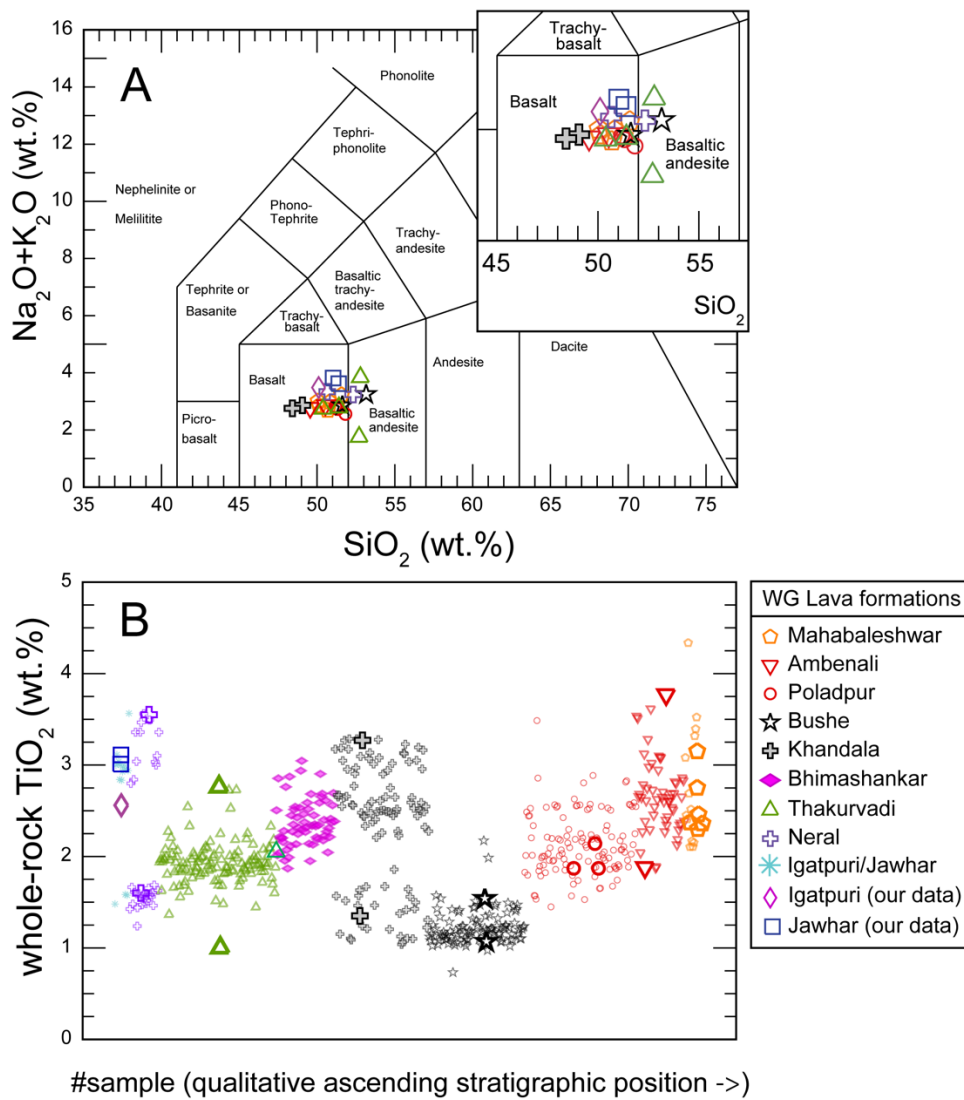 A
Na2O+K2O (wt.%)
16
14
12
10
8
6
4
2
0
35
40
45
50
55
60
65
70
75
SiO2 (wt.%)
Phonolite
Tephri-
phonolite
Nephelinite or
Melilitite
Phono-
Tephrite
Trachy-
andesite
Tephrite or
Basanite
Basaltic
trachy-
andesite
Trachy-
basalt
Basalt
Andesite
Dacite
Picro-
basalt
Basaltic
andesite
Trachy-
basalt
Basalt
Basaltic
andesite
45
50
55
SiO2
B
whole-rock TiO2 (wt.%)
5
4
3
2
1
0
#sample (qualitative ascending stratigraphic position ->)
WG Lava formations
Mahabaleshwar
Ambenali
Poladpur
Bushe
Khandala
Bhimashankar
Thakurvadi
Neral
Igatpuri/Jawhar
Igatpuri (our data)
Jawhar (our data)